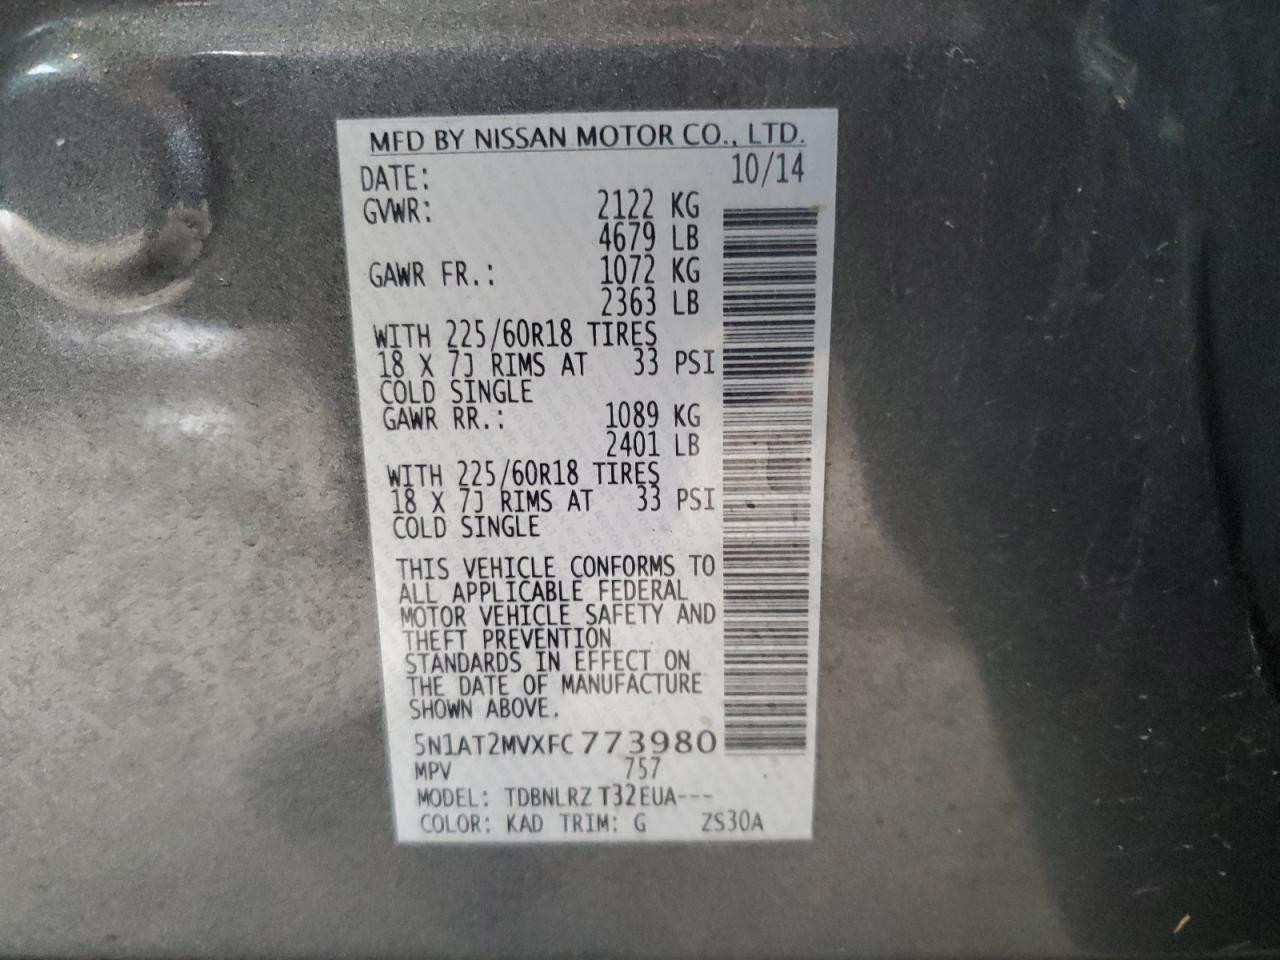 MFD BY NISSAN MOTOR CO., LTD.
DATE: 10/14
GVWR: 2122 KG
4679 LB
GAWR FR.: 1072 KG
2363 LB
WITH 225/60R18 TIRES
18 X 7J RIMS AT 33 PSI
COLD SINGLE
GAWR RR.: 1089 KG
2401 LB
WITH 225/60R18 TIRES
18 X 7J RIMS AT 33 PSI
COLD SINGLE
THIS VEHICLE CONFORMS TO
ALL APPLICABLE FEDERAL
MOTOR VEHICLE SAFETY AND
THEFT PREVENTION
STANDARDS IN EFFECT ON
THE DATE OF MANUFACTURE
SHOWN ABOVE.
5N1AT2MVXFC773980
MPV 757
MODEL: TDBNLRZ T32EUA---
COLOR: KAD TRIM: G ZS30A